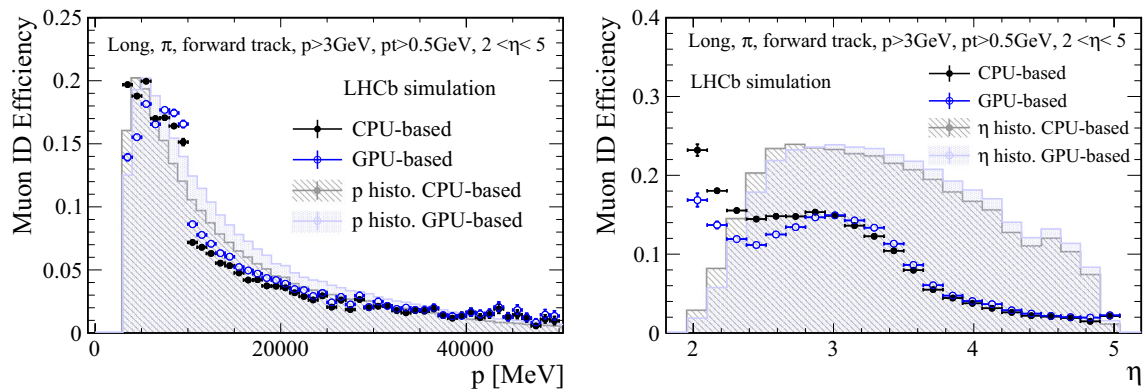 Muon ID Efficiency
0.25
0.2
0.15
0.1
0.05
0
Long, π, forward track, p>3GeV, pt>0.5GeV, 2 <η< 5
LHCb simulation
CPU-based
GPU-based
p histo. CPU-based
p histo. GPU-based
0 20000 40000
p [MeV]
Muon ID Efficiency
0.4
0.3
0.2
0.1
0
Long, π, forward track, p>3GeV, pt>0.5GeV, 2 <η< 5
LHCb simulation
CPU-based
GPU-based
η histo. CPU-based
η histo. GPU-based
2 3 4 5
η